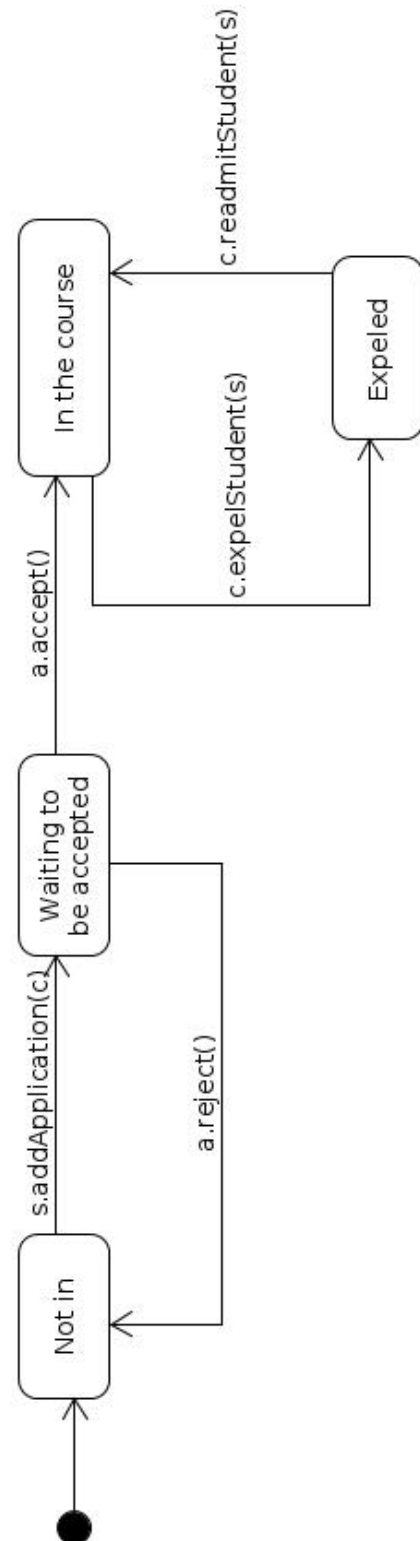 Not in
s.addApplication(c)
Waiting to
be accepted
a.accept()
In the course
a.reject()
c.expelStudent(s)
c.readmitStudent(s)
Expeled